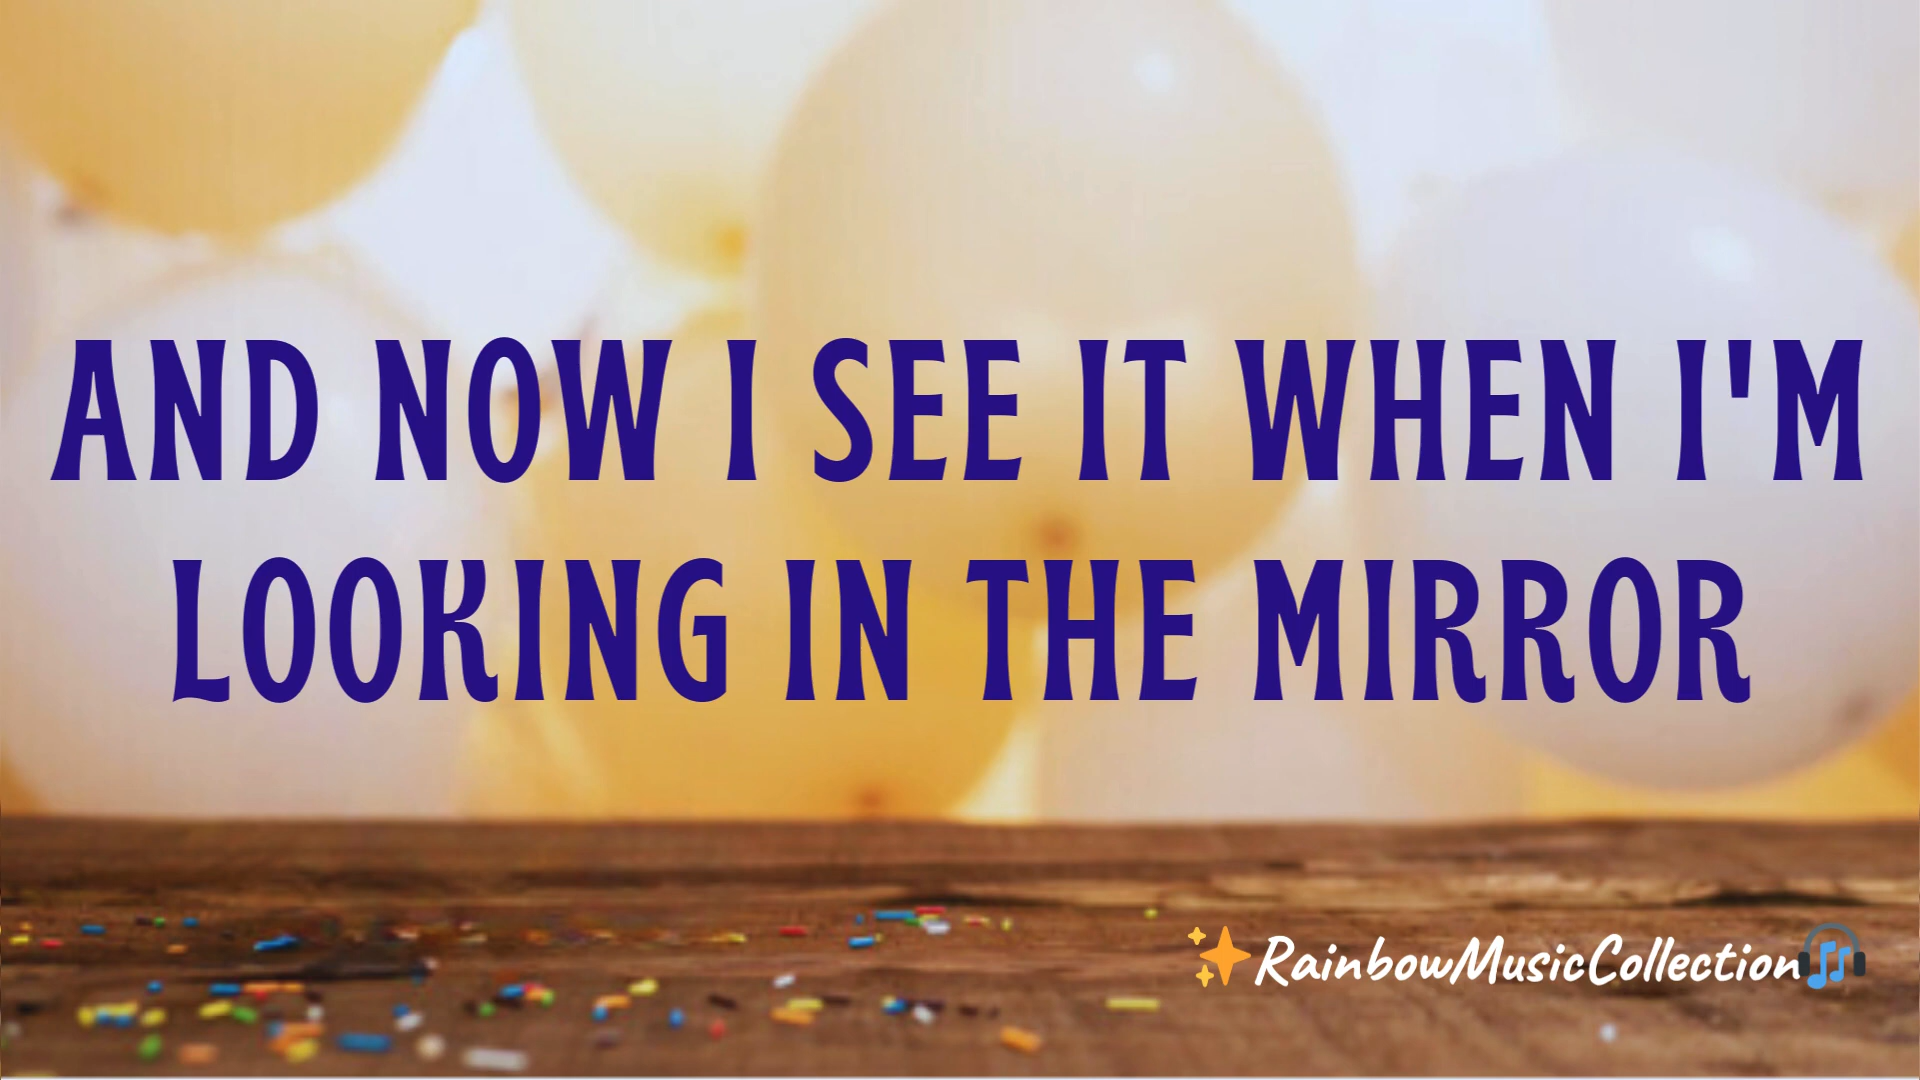 AND NOW I SEE IT WHEN I'M
LOOKING IN THE MIRROR
✨RainbowMusicCollection🎧